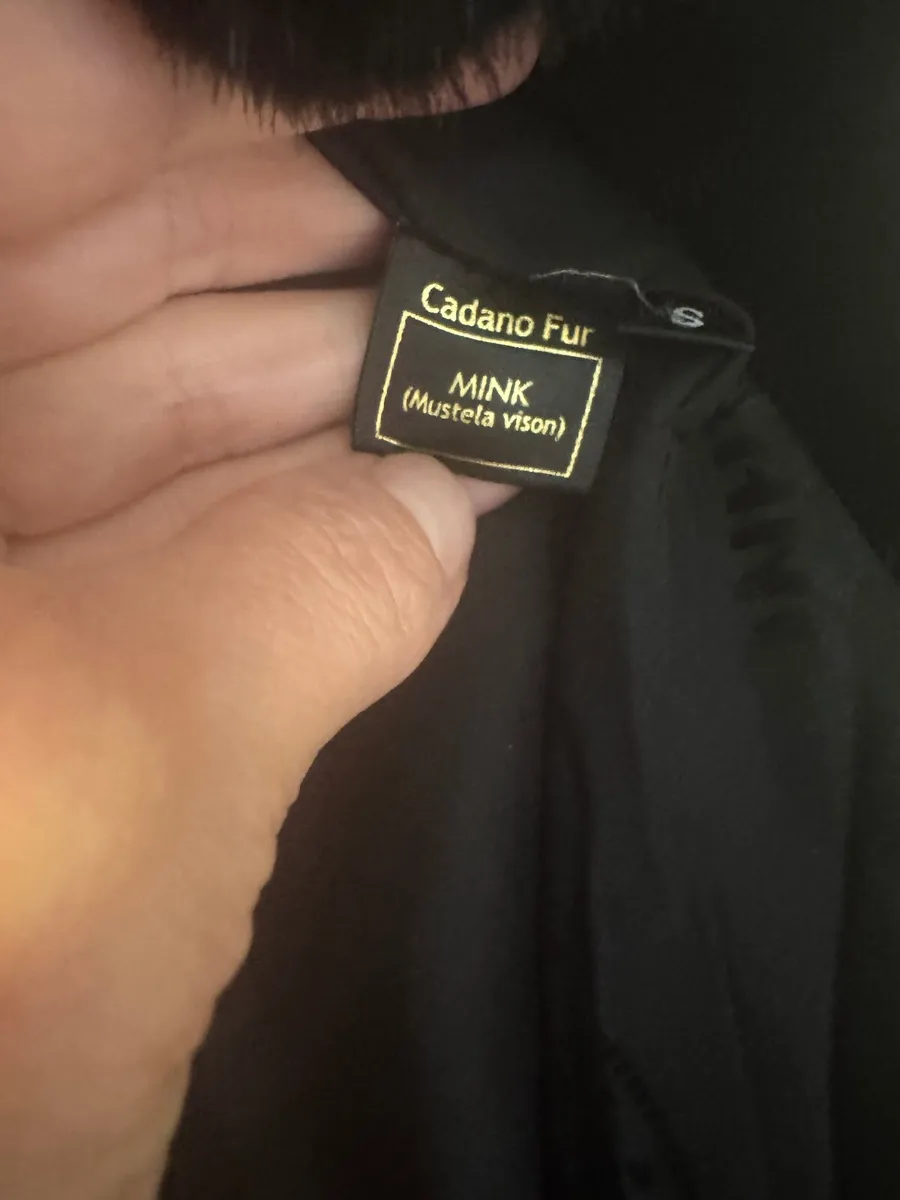 Cadano Fur
MINK
(Mustela vison)
S